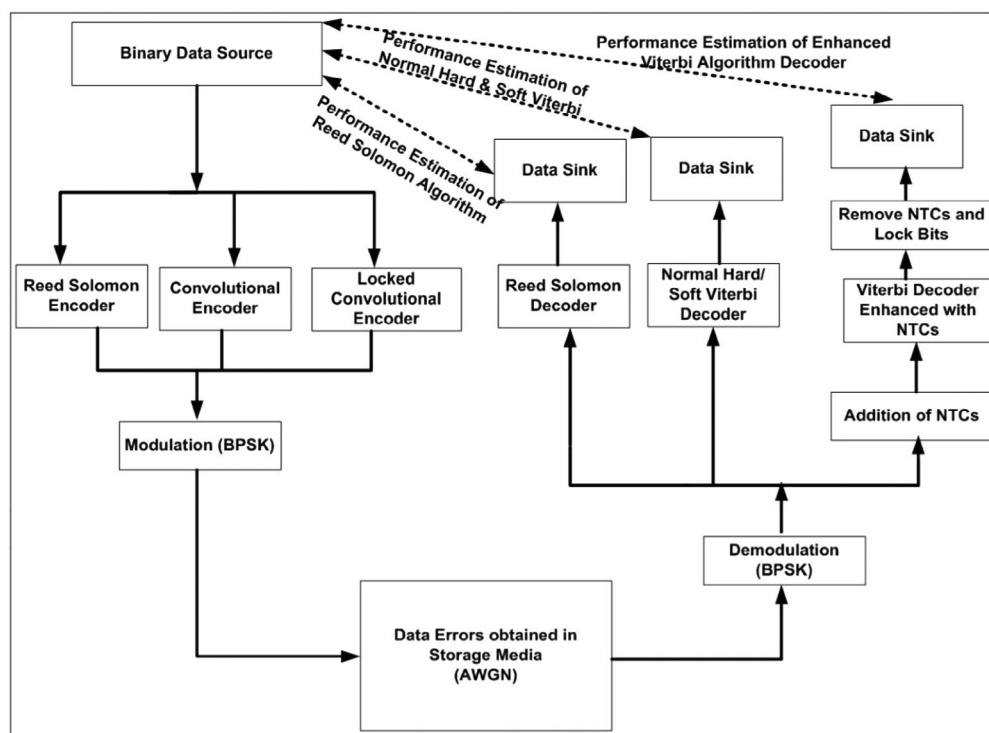 Binary Data Source
Performance Estimation of
Normal Hard & Soft Viterbi
Performance Estimation of Enhanced
Viterbi Algorithm Decoder
Performance Estimation of
Reed Solomon Algorithm
Data Sink
Data Sink
Data Sink
Remove NTCs and
Lock Bits
Reed Solomon
Encoder
Convolutional
Encoder
Locked
Convolutional
Encoder
Reed Solomon
Decoder
Normal Hard/
Soft Viterbi
Decoder
Viterbi Decoder
Enhanced with
NTCs
Addition of NTCs
Modulation (BPSK)
Demodulation
(BPSK)
Data Errors obtained in
Storage Media
(AWGN)